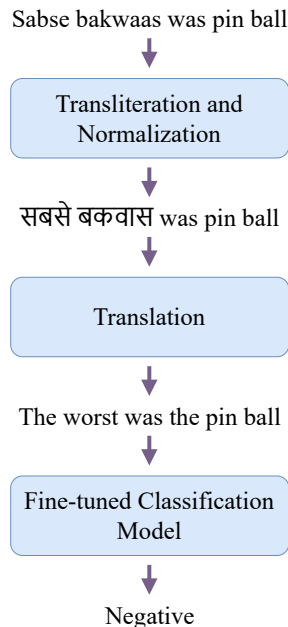 Sabse bakwaas was pin ball
Transliteration and
Normalization
सबसे बकवास was pin ball
Translation
The worst was the pin ball
Fine-tuned Classification
Model
Negative